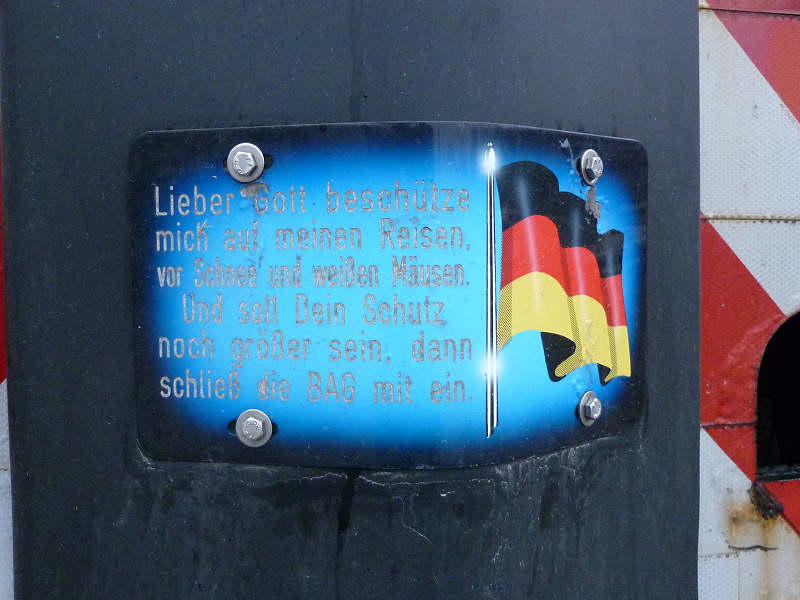 Lieber Gott beschütze
mich auf meinen Reisen,
vor Schnee und weißen Mäusen.
Und soll Dein Schutz
noch größer sein, dann
schließ die BAG mit ein.